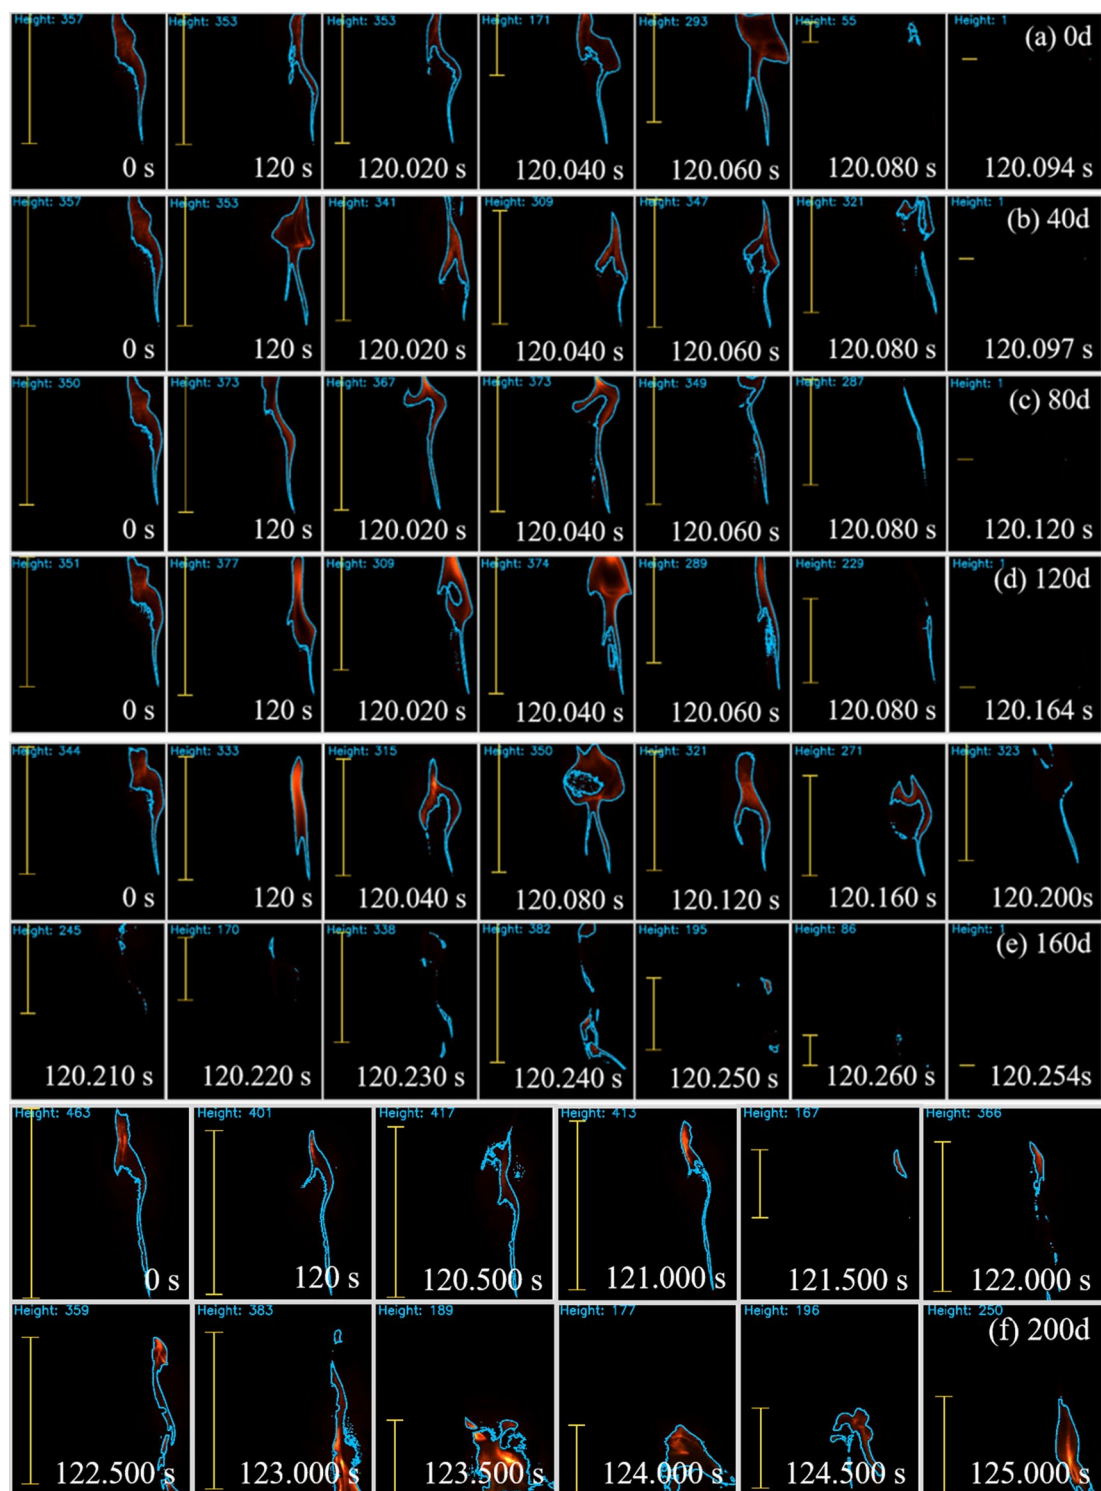 Height: 357 Height: 353 Height: 353 Height: 171 Height: 293 Height: 55 Height: 1
(a) 0d
0 s 120 s 120.020 s 120.040 s 120.060 s 120.080 s 120.094 s
Height: 357 Height: 353 Height: 341 Height: 309 Height: 347 Height: 321 Height: 1
(b) 40d
0 s 120 s 120.020 s 120.040 s 120.060 s 120.080 s 120.097 s
Height: 350 Height: 373 Height: 367 Height: 373 Height: 349 Height: 287 Height: 1
(c) 80d
0 s 120 s 120.020 s 120.040 s 120.060 s 120.080 s 120.120 s
Height: 351 Height: 377 Height: 309 Height: 374 Height: 289 Height: 229 Height: 1
(d) 120d
0 s 120 s 120.020 s 120.040 s 120.060 s 120.080 s 120.164 s
Height: 344 Height: 333 Height: 315 Height: 350 Height: 321 Height: 271 Height: 323
0 s 120 s 120.040 s 120.080 s 120.120 s 120.160 s 120.200s
Height: 245 Height: 170 Height: 338 Height: 382 Height: 195 Height: 86 Height: 1
(e) 160d
120.210 s 120.220 s 120.230 s 120.240 s 120.250 s 120.260 s 120.254s
Height: 463 Height: 401 Height: 417 Height: 413 Height: 167 Height: 366
0 s 120 s 120.500 s 121.000 s 121.500 s 122.000 s
Height: 359 Height: 383 Height: 189 Height: 177 Height: 196 Height: 250
(f) 200d
122.500 s 123.000 s 123.500 s 124.000 s 124.500 s 125.000 s